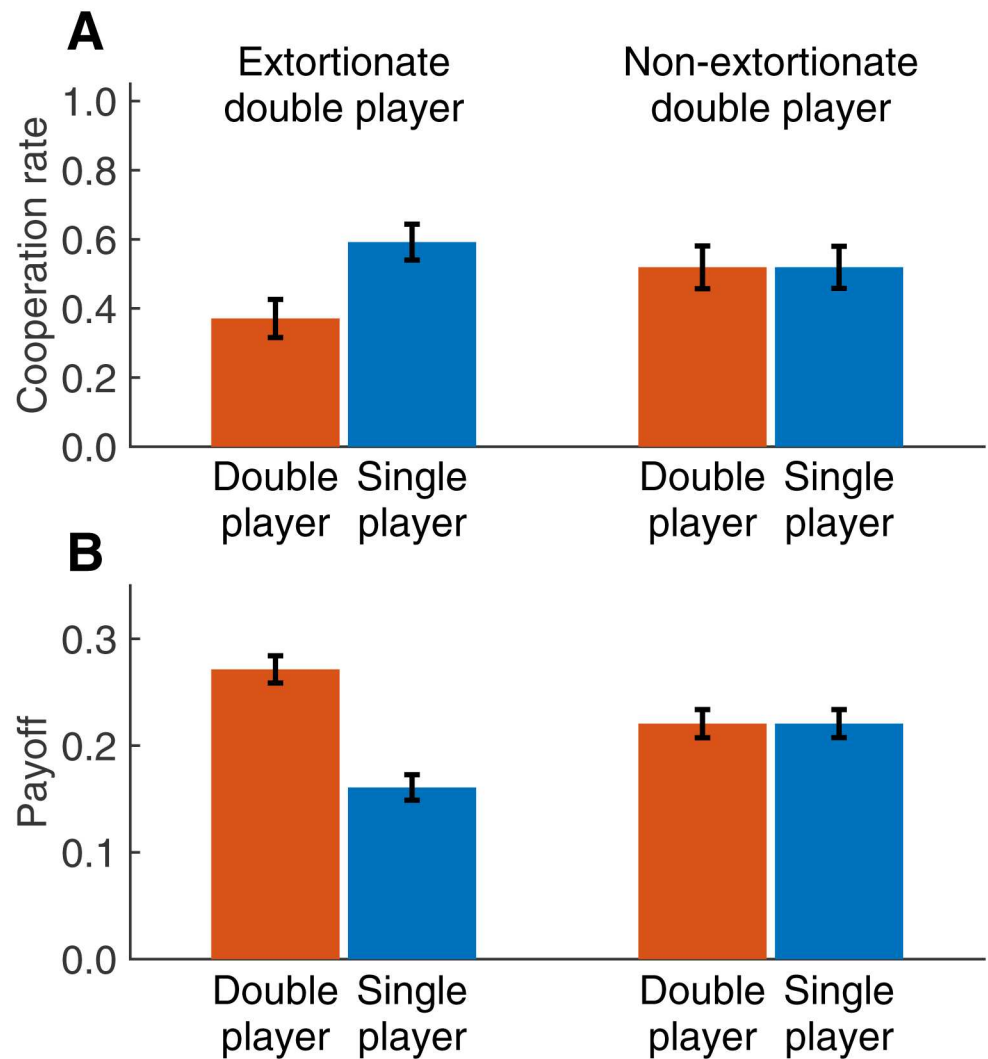 A
Extortionate
double player
Non-extortionate
double player
Cooperation rate
1.0
0.8
0.6
0.4
0.2
0.0
Double Single
player player
Double Single
player player
B
Payoff
0.3
0.2
0.1
0.0
Double Single
player player
Double Single
player player